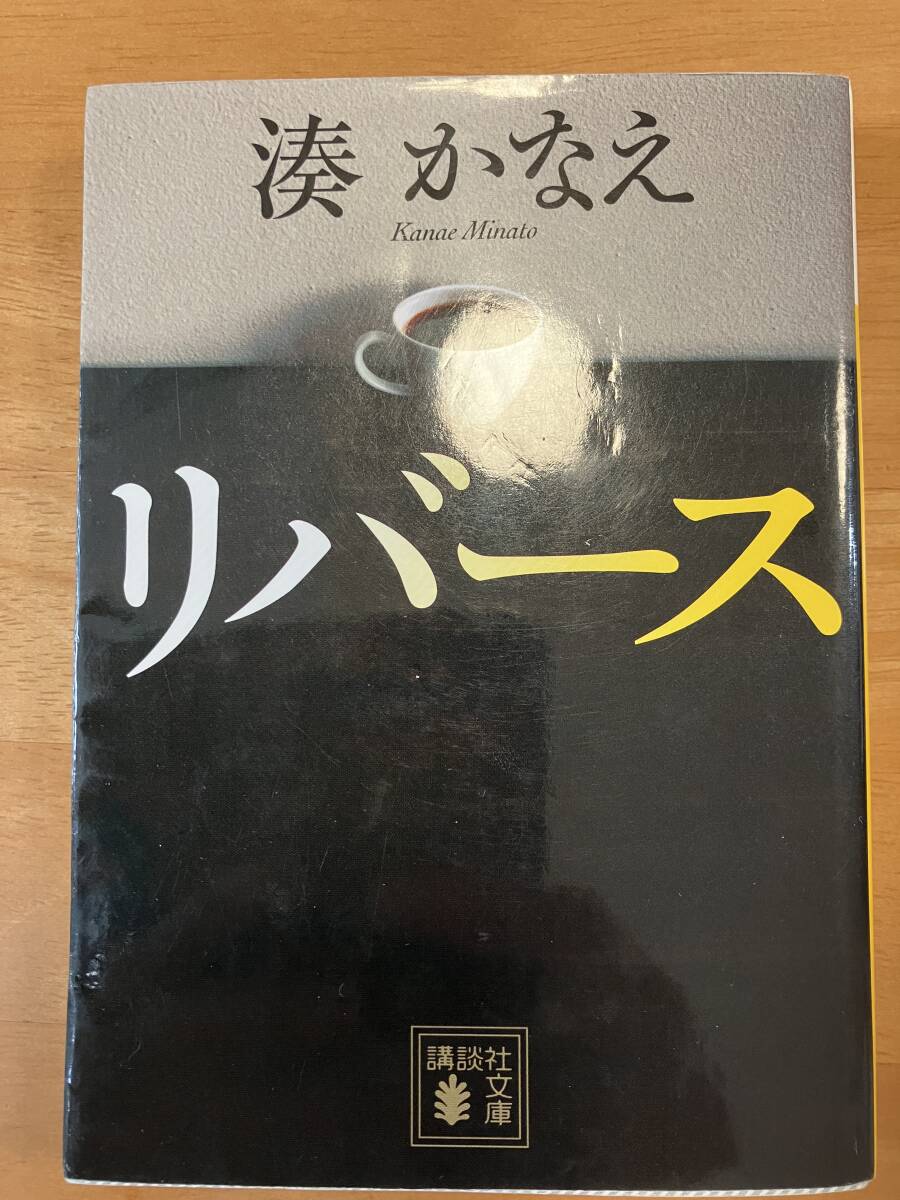 湊 かなえ
Kanae Minato
リバース
講談社
文庫